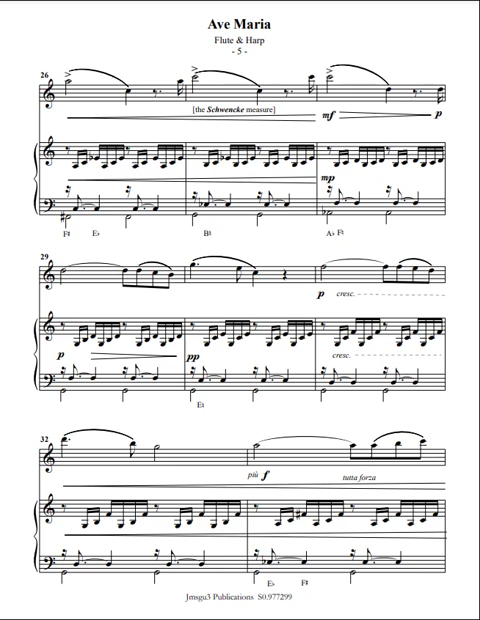 Ave Maria
Flute & Harp
- 5 -
26
[the Schwencke measure]
mf
p
mp
F♯ E♭ B♮ A♭ F♮
29
p cresc.
p
pp
cresc.
E♮
32
più f
tutta forza
E♭ F♯
Jmsgu3 Publications S0.977299